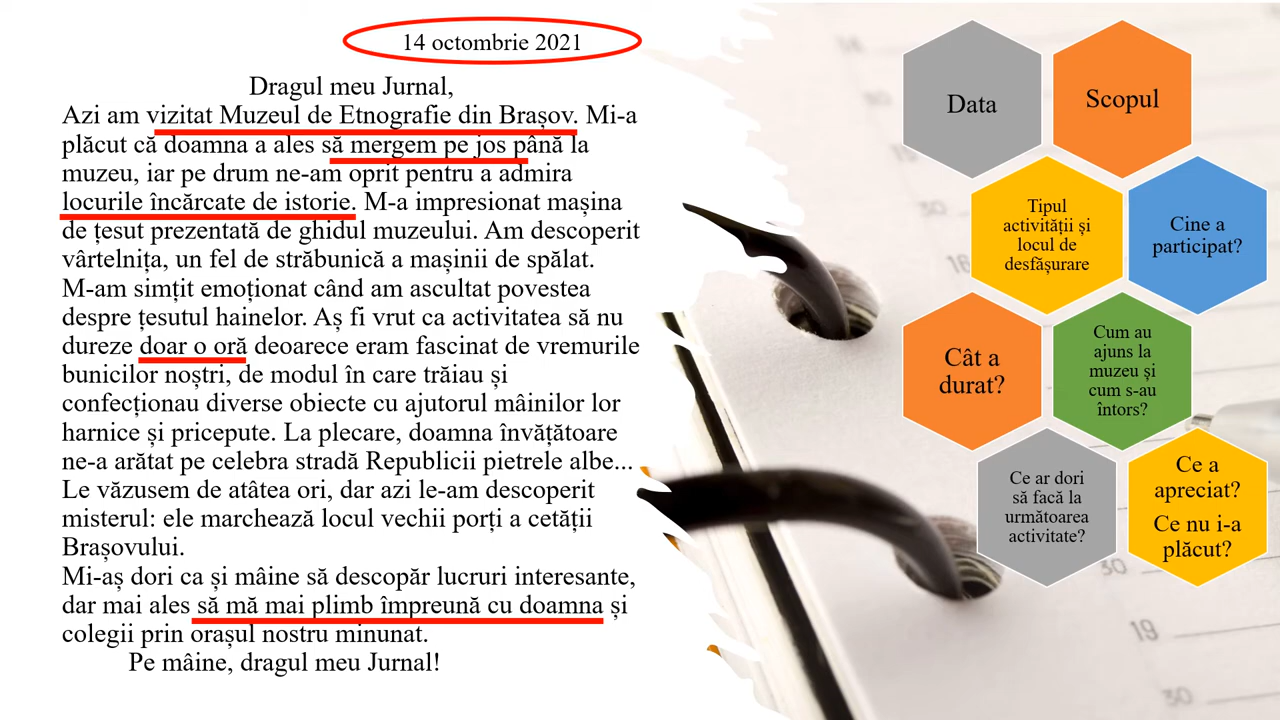 14 octombrie 2021
Dragul meu Jurnal,
Azi am vizitat Muzeul de Etnografie din Brașov. Mi-a
plăcut că doamna a ales să mergem pe jos până la
muzeu, iar pe drum ne-am oprit pentru a admira
locurile încărcate de istorie. M-a impresionat mașina
de țesut prezentată de ghidul muzeului. Am descoperit
vârtelnița, un fel de străbunică a mașinii de spălat.
M-am simțit emoționat când am ascultat povestea
despre țesutul hainelor. Aș fi vrut ca activitatea să nu
dureze doar o oră deoarece eram fascinat de vremurile
bunicilor noștri, de modul în care trăiau și
confecționau diverse obiecte cu ajutorul mâinilor lor
harnice și pricepute. La plecare, doamna învățătoare
ne-a arătat pe celebra stradă Republicii pietrele albe...
Le văzusem de atâtea ori, dar azi le-am descoperit
misterul: ele marchează locul vechii porți a cetății
Brașovului.
Mi-aș dori ca și mâine să descopăr lucruri interesante,
dar mai ales să mă mai plimb împreună cu doamna și
colegii prin orașul nostru minunat.
Pe mâine, dragul meu Jurnal!
Data
Scopul
Tipul
activității și
locul de
desfășurare
Cine a
participat?
Cât a
durat?
Cum au
ajuns la
muzeu și
cum s-au
întors?
Ce ar dori
să facă la
următoarea
activitate?
Ce a
apreciat?
Ce nu i-a
plăcut?
30
16
30
19
30